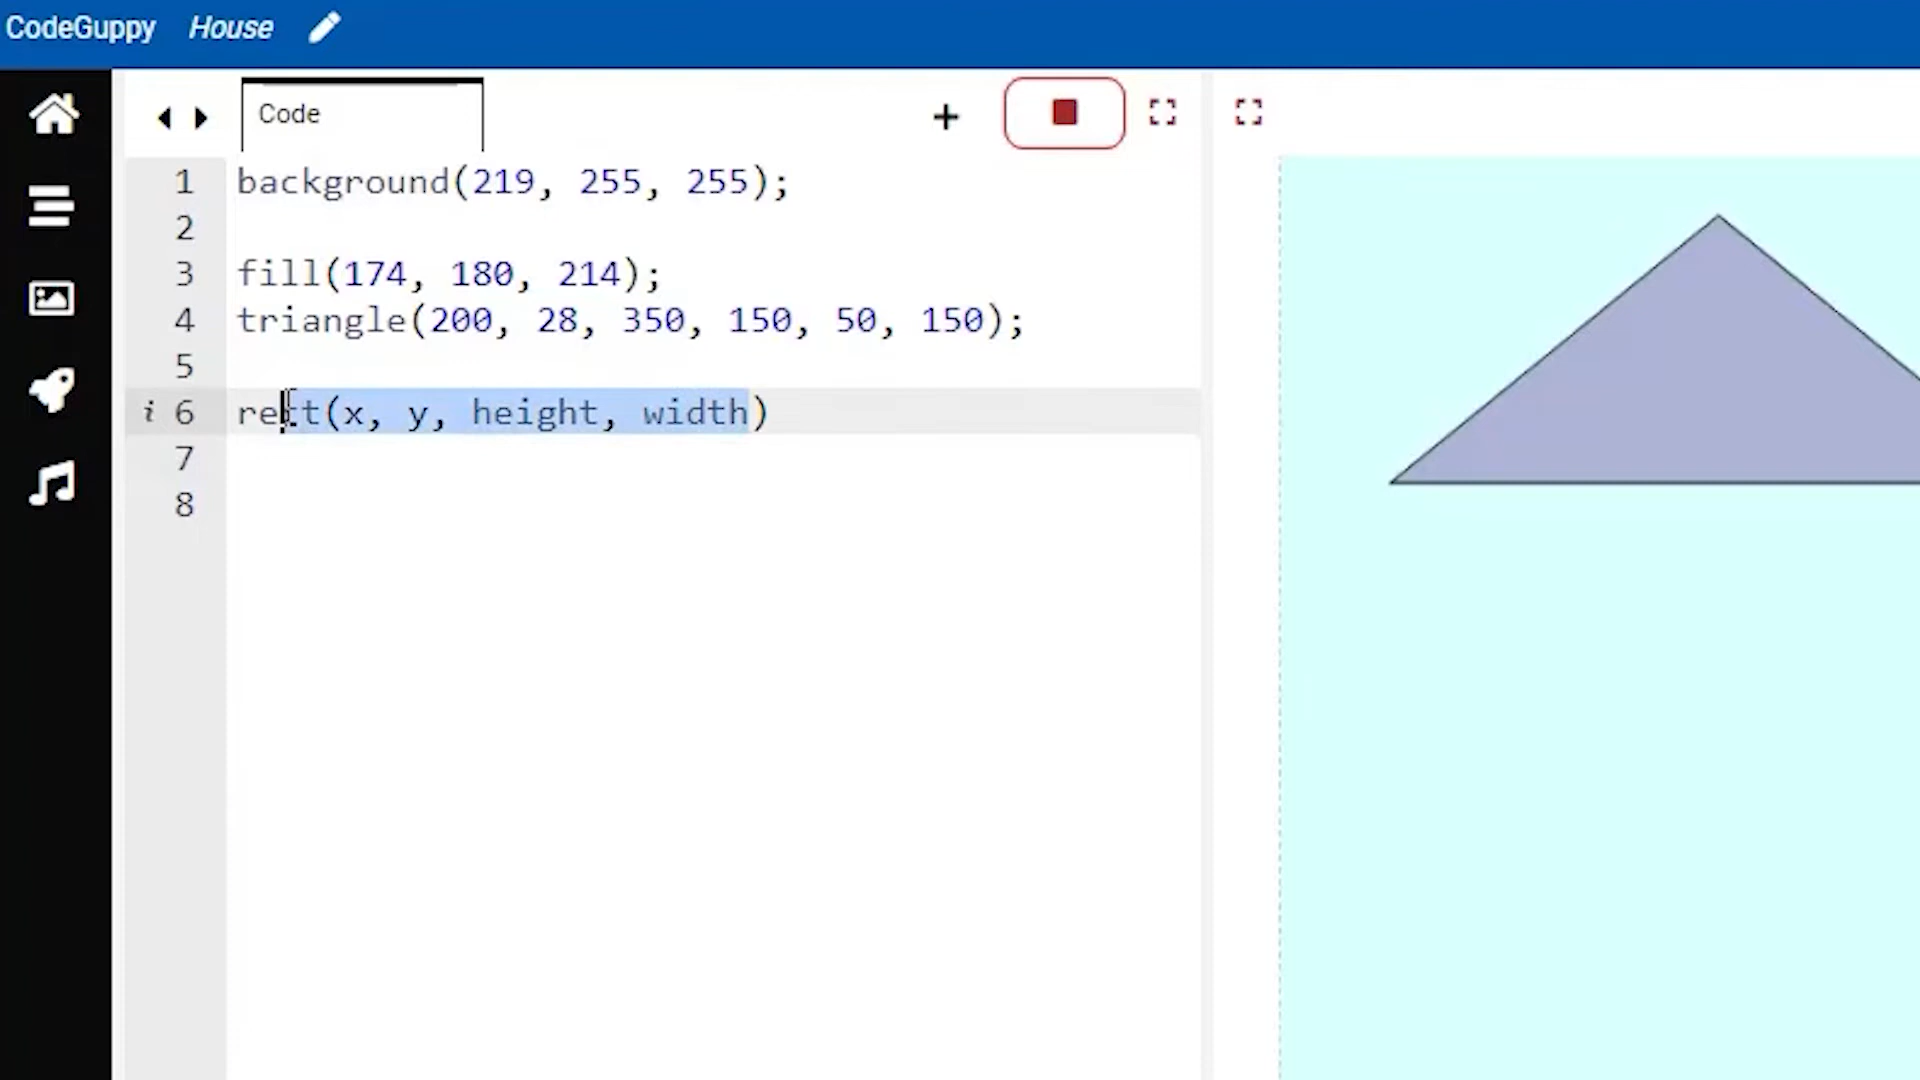 CodeGuppy House
Code
1 background(219, 255, 255);
2
3 fill(174, 180, 214);
4 triangle(200, 28, 350, 150, 50, 150);
5
i 6 rect(x, y, height, width)
7
8